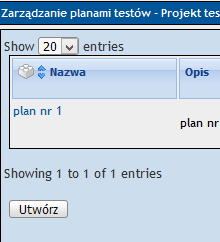 Zarządzanie planami testów - Projekt tes
Show 20 entries
Nazwa Opis
plan nr 1
plan nr
Showing 1 to 1 of 1 entries
Utwórz